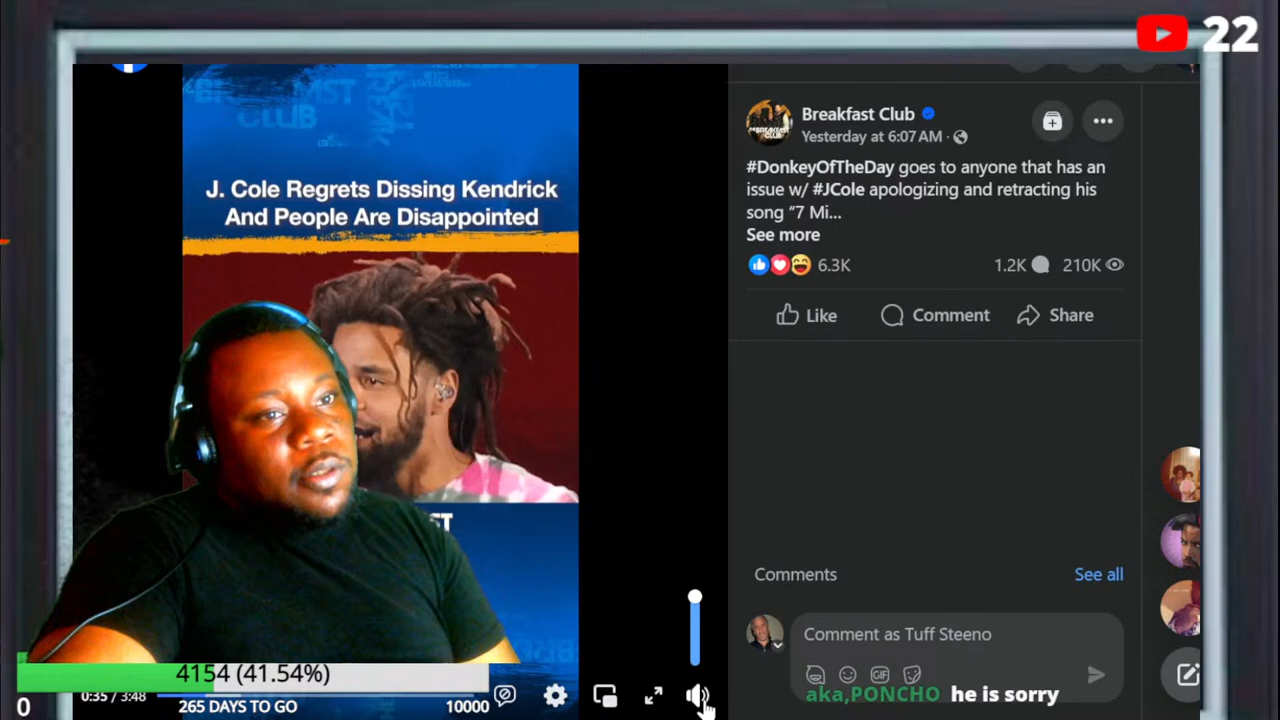 22
BREAKFAST
CLUB
J. Cole Regrets Dissing Kendrick
And People Are Disappointed
Breakfast Club
Yesterday at 6:07 AM
#DonkeyOfTheDay goes to anyone that has an
issue w/ #JCole apologizing and retracting his
song “7 Mi...
See more
6.3K
1.2K
210K
Like
Comment
Share
Comments
See all
Comment as Tuff Steeno
GIF
aka,PONCHO he is sorry
4154 (41.54%)
0:35 / 3:48
0
265 DAYS TO GO
10000